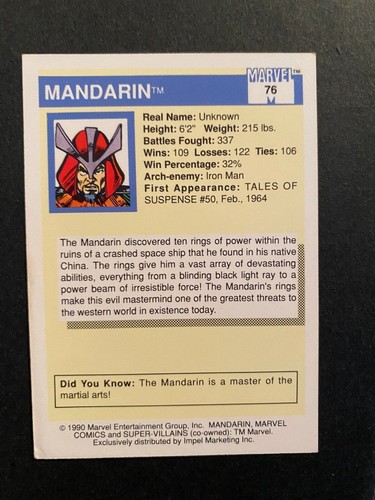 MARVEL™
MANDARIN™
76
M
Real Name: Unknown
Height: 6'2" Weight: 215 lbs.
Battles Fought: 337
Wins: 109 Losses: 122 Ties: 106
Win Percentage: 32%
Arch-enemy: Iron Man
First Appearance: TALES OF
SUSPENSE #50, Feb., 1964
The Mandarin discovered ten rings of power within the
ruins of a crashed space ship that he found in his native
China. The rings give him a vast array of devastating
abilities, everything from a blinding black light ray to a
power beam of irresistible force! The Mandarin's rings
make this evil mastermind one of the greatest threats to
the western world in existence today.
Did You Know: The Mandarin is a master of the
martial arts!
© 1990 Marvel Entertainment Group, Inc. MANDARIN, MARVEL
COMICS and SUPER-VILLAINS (co-owned): TM Marvel.
Exclusively distributed by Impel Marketing Inc.